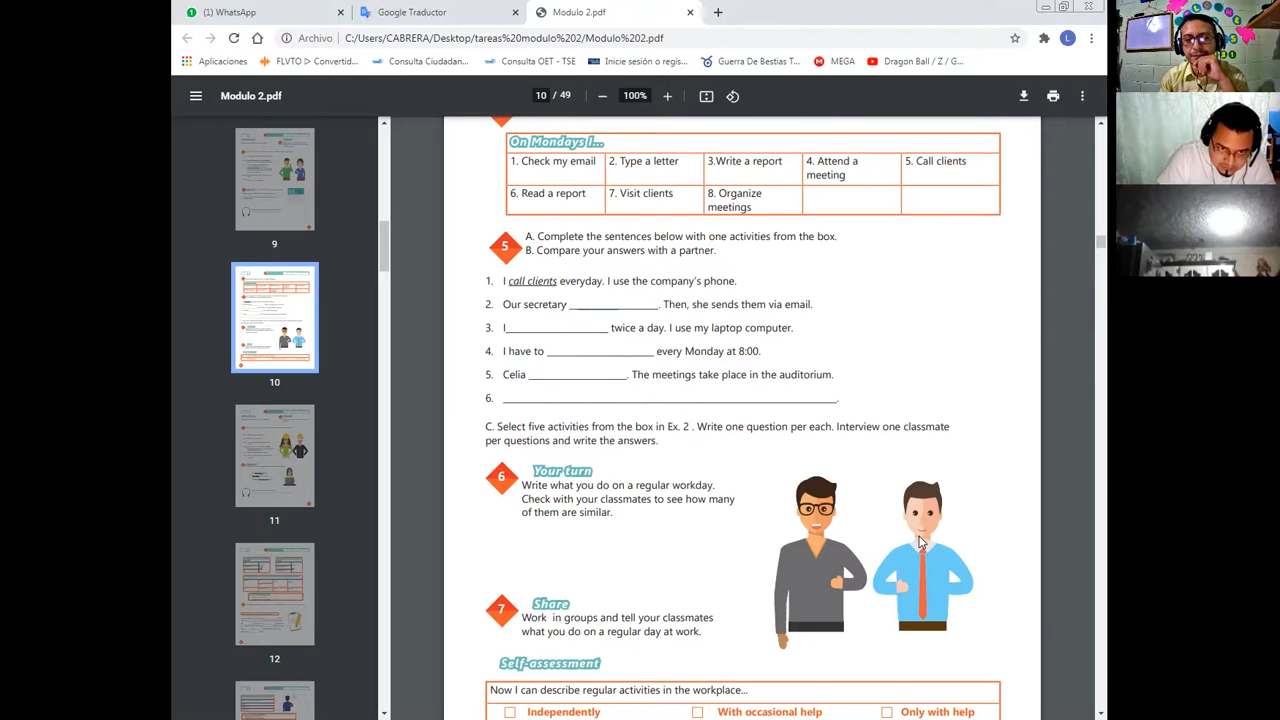 (1) WhatsApp
Google Traductor
Modulo 2.pdf
Archivo C:/Users/CABRERA/Desktop/tareas%20modulo%202/Modulo%202.pdf
L
Aplicaciones
FLVTO ▷ Convertid...
Consulta Ciudadan...
Consulta OET - TSE
Inicie sesión o regís...
Guerra De Bestias T...
MEGA
Dragon Ball / Z / G...
Modulo 2.pdf
10 / 49
100%
On Mondays I...
1. Check my email
2. Type a letter
3.Write a report
4. Attend a
meeting
5. Call clients
6. Read a report
7. Visit clients
8. Organize
meetings
5
A. Complete the sentences below with one activities from the box.
B. Compare your answers with a partner.
1. I call clients everyday. I use the company's phone.
2. Our secretary ______________. Then, she sends them via email.
3. I ________________ twice a day. I use my laptop computer.
4. I have to _________________ every Monday at 8:00.
5. Celia ________________. The meetings take place in the auditorium.
6. ______________________________________________________.
C. Select five activities from the box in Ex. 2 . Write one question per each. Interview one classmate
per questions and write the answers.
6
Your turn
Write what you do on a regular workday.
Check with your classmates to see how many
of them are similar.
7
Share
Work in groups and tell your classmates
what you do on a regular day at work.
Self-assessment
Now I can describe regular activities in the workplace...
Independently
With occasional help
Only with help
9
10
11
12